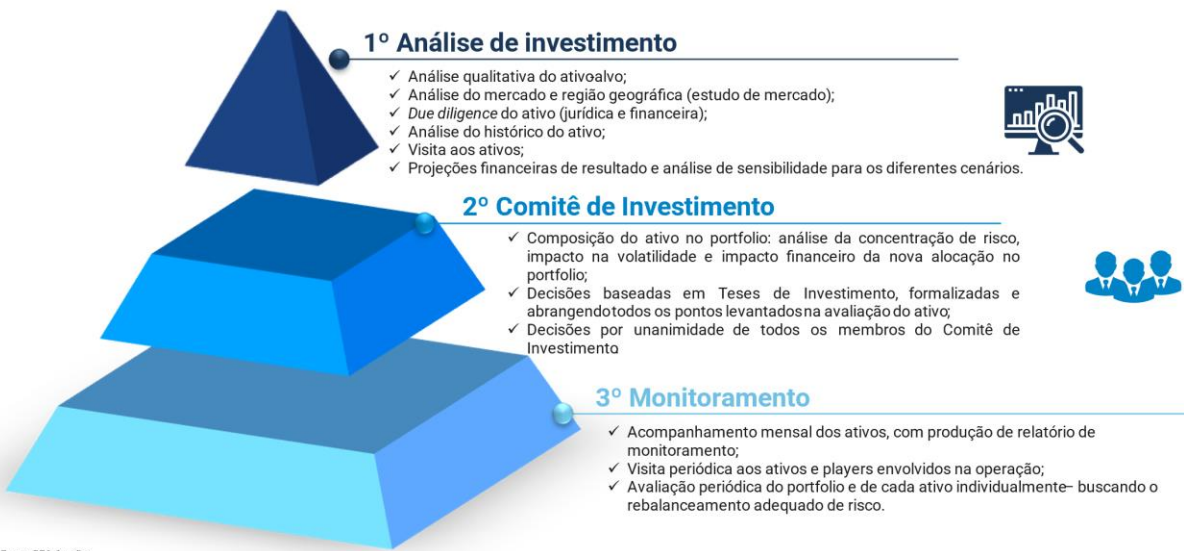 1º Análise de investimento
✓ Análise qualitativa do ativoalvo;
✓ Análise do mercado e região geográfica (estudo de mercado);
✓ Due diligence do ativo (jurídica e financeira);
✓ Análise do histórico do ativo;
✓ Visita aos ativos;
✓ Projeções financeiras de resultado e análise de sensibilidade para os diferentes cenários.
2º Comitê de Investimento
✓ Composição do ativo no portfolio: análise da concentração de risco,
impacto na volatilidade e impacto financeiro da nova alocação no
portfolio;
✓ Decisões baseadas em Teses de Investimento, formalizadas e
abrangendotodos os pontos levantadosna avaliação do ativo;
✓ Decisões por unanimidade de todos os membros do Comitê de
Investimento.
3º Monitoramento
✓ Acompanhamento mensal dos ativos, com produção de relatório de
monitoramento;
✓ Visita periódica aos ativos e players envolvidos na operação;
✓ Avaliação periódica do portfolio e de cada ativo individualmente– buscando o
rebalanceamento adequado de risco.